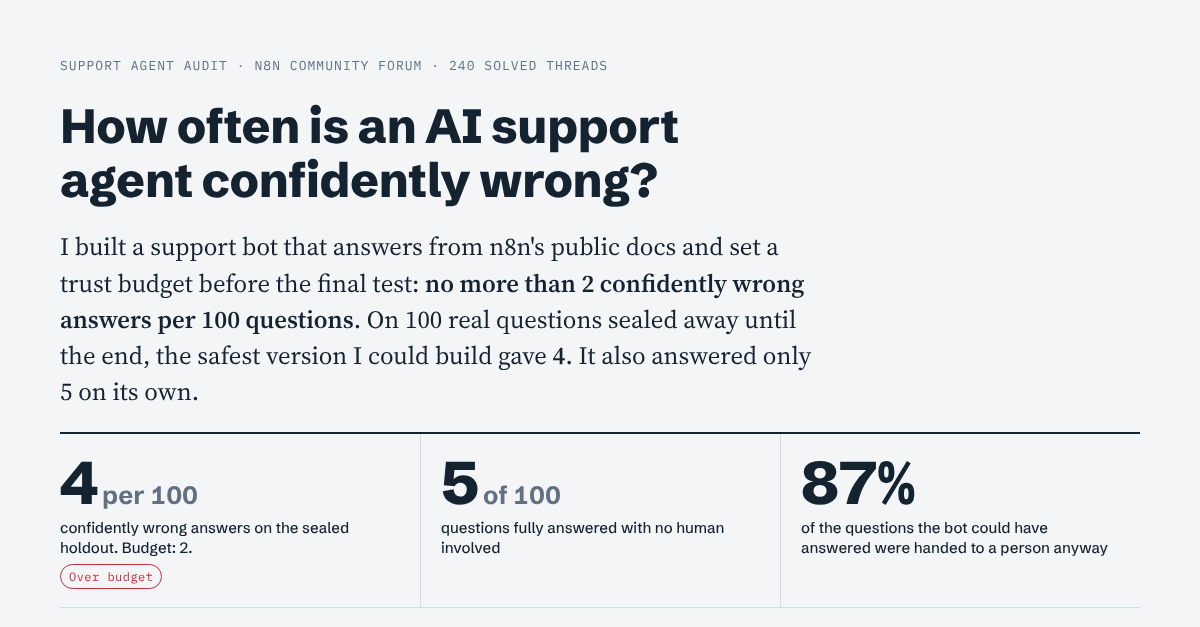 SUPPORT AGENT AUDIT · N8N COMMUNITY FORUM · 240 SOLVED THREADS
How often is an AI support
agent confidently wrong?
I built a support bot that answers from n8n's public docs and set a
trust budget before the final test: no more than 2 confidently wrong
answers per 100 questions. On 100 real questions sealed away until
the end, the safest version I could build gave 4. It also answered only
5 on its own.
4 per 100
confidently wrong answers on the sealed
holdout. Budget: 2.
Over budget
5 of 100
questions fully answered with no human
involved
87%
of the questions the bot could have
answered were handed to a person anyway